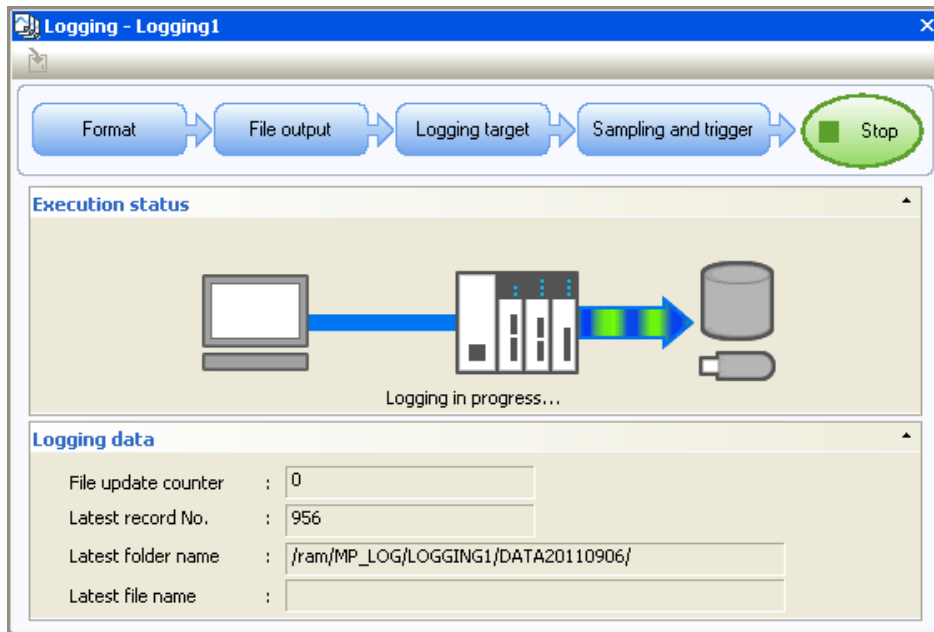 Logging - Logging1
Format
File output
Logging target
Sampling and trigger
Stop
Execution status
Logging in progress...
Logging data
File update counter : 0
Latest record No. : 956
Latest folder name : /ram/MP_LOG/LOGGING1/DATA20110906/
Latest file name :